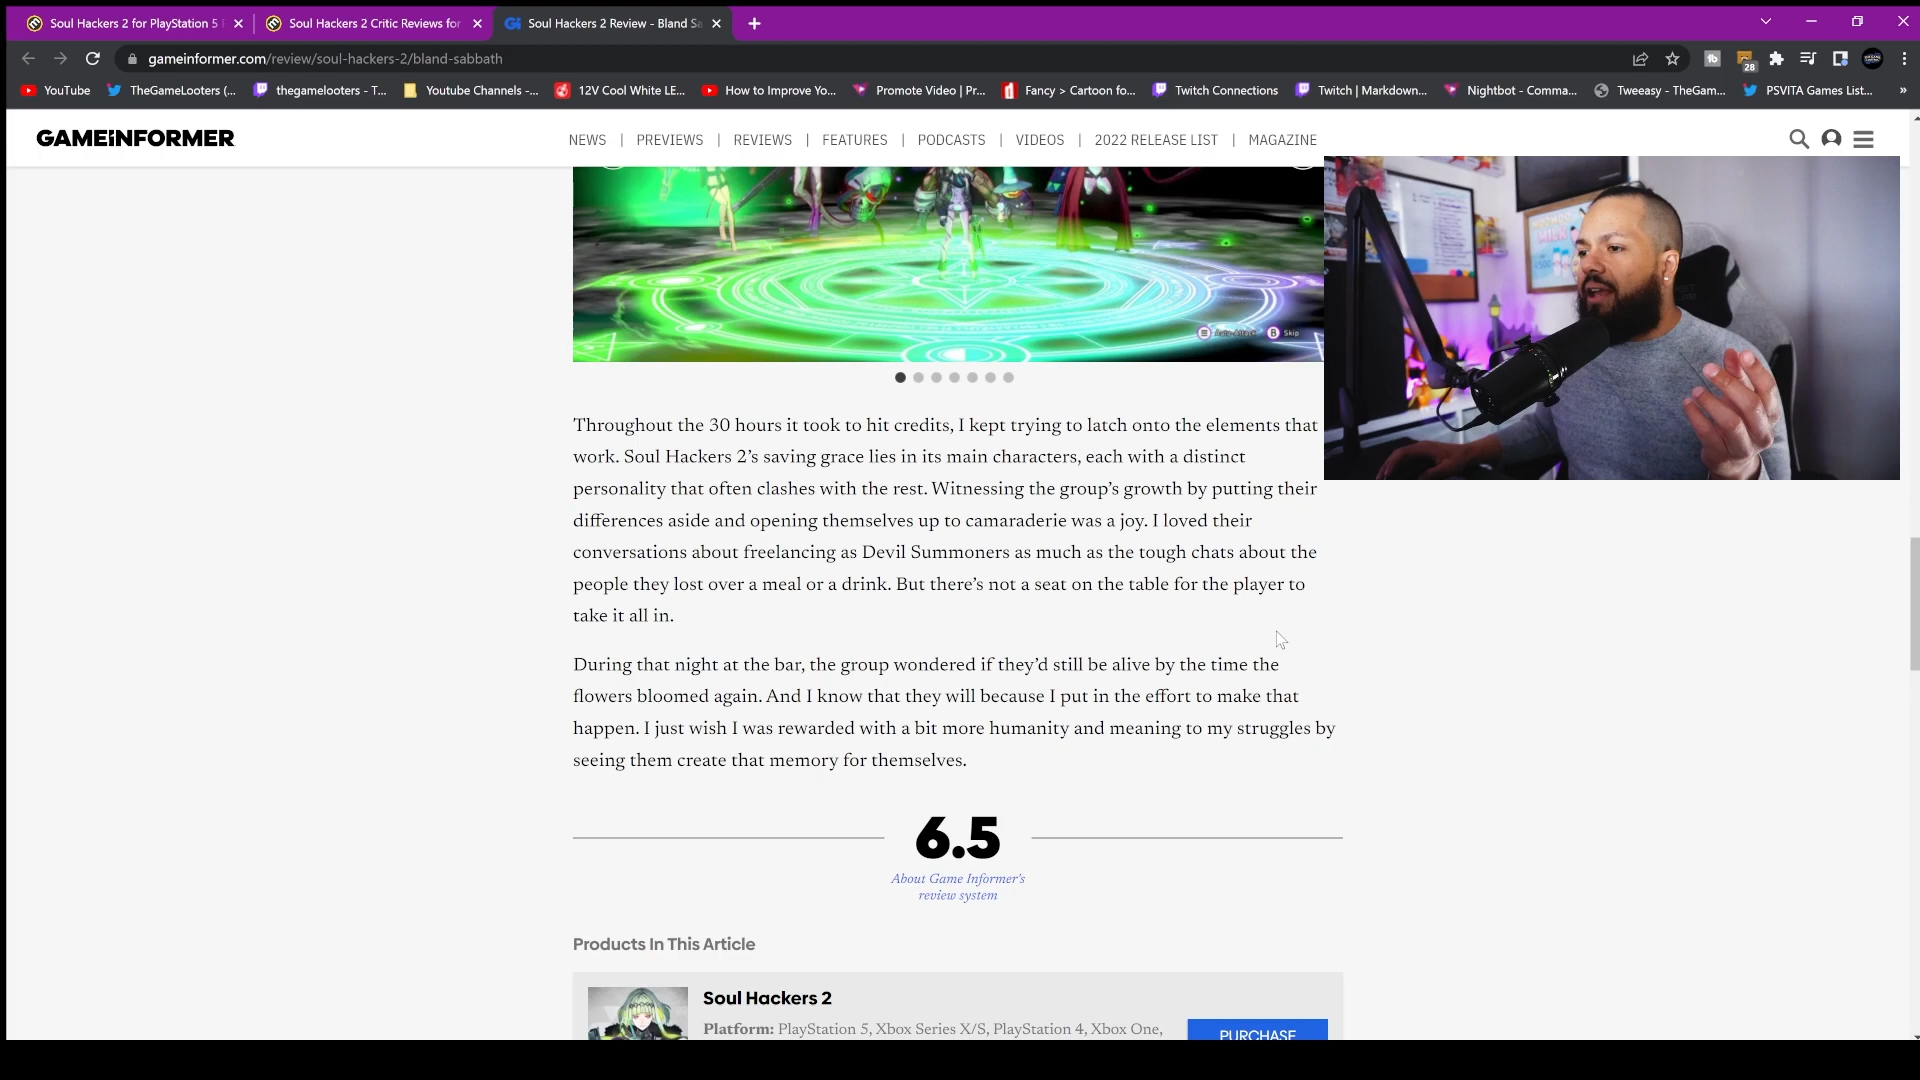 Soul Hackers 2 for PlayStation 5
Soul Hackers 2 Critic Reviews for
Soul Hackers 2 Review - Bland Sa
gameinformer.com/review/soul-hackers-2/bland-sabbath
28
YouTube
TheGameLooters (...
thegamelooters - T...
Youtube Channels -...
12V Cool White LE...
How to Improve Yo...
Promote Video | Pr...
Fancy > Cartoon fo...
Twitch Connections
Twitch | Markdown...
Nightbot - Comma...
Tweeasy - TheGam...
PSVITA Games List...
»
GAMEINFORMER
NEWS | PREVIEWS | REVIEWS | FEATURES | PODCASTS | VIDEOS | 2022 RELEASE LIST | MAGAZINE
Auto-Attack B Skip
Throughout the 30 hours it took to hit credits, I kept trying to latch onto the elements that
work. Soul Hackers 2’s saving grace lies in its main characters, each with a distinct
personality that often clashes with the rest. Witnessing the group’s growth by putting their
differences aside and opening themselves up to camaraderie was a joy. I loved their
conversations about freelancing as Devil Summoners as much as the tough chats about the
people they lost over a meal or a drink. But there’s not a seat on the table for the player to
take it all in.
During that night at the bar, the group wondered if they’d still be alive by the time the
flowers bloomed again. And I know that they will because I put in the effort to make that
happen. I just wish I was rewarded with a bit more humanity and meaning to my struggles by
seeing them create that memory for themselves.
6.5
About Game Informer's
review system
Products In This Article
Soul Hackers 2
Platform: PlayStation 5, Xbox Series X/S, PlayStation 4, Xbox One,
PURCHASE